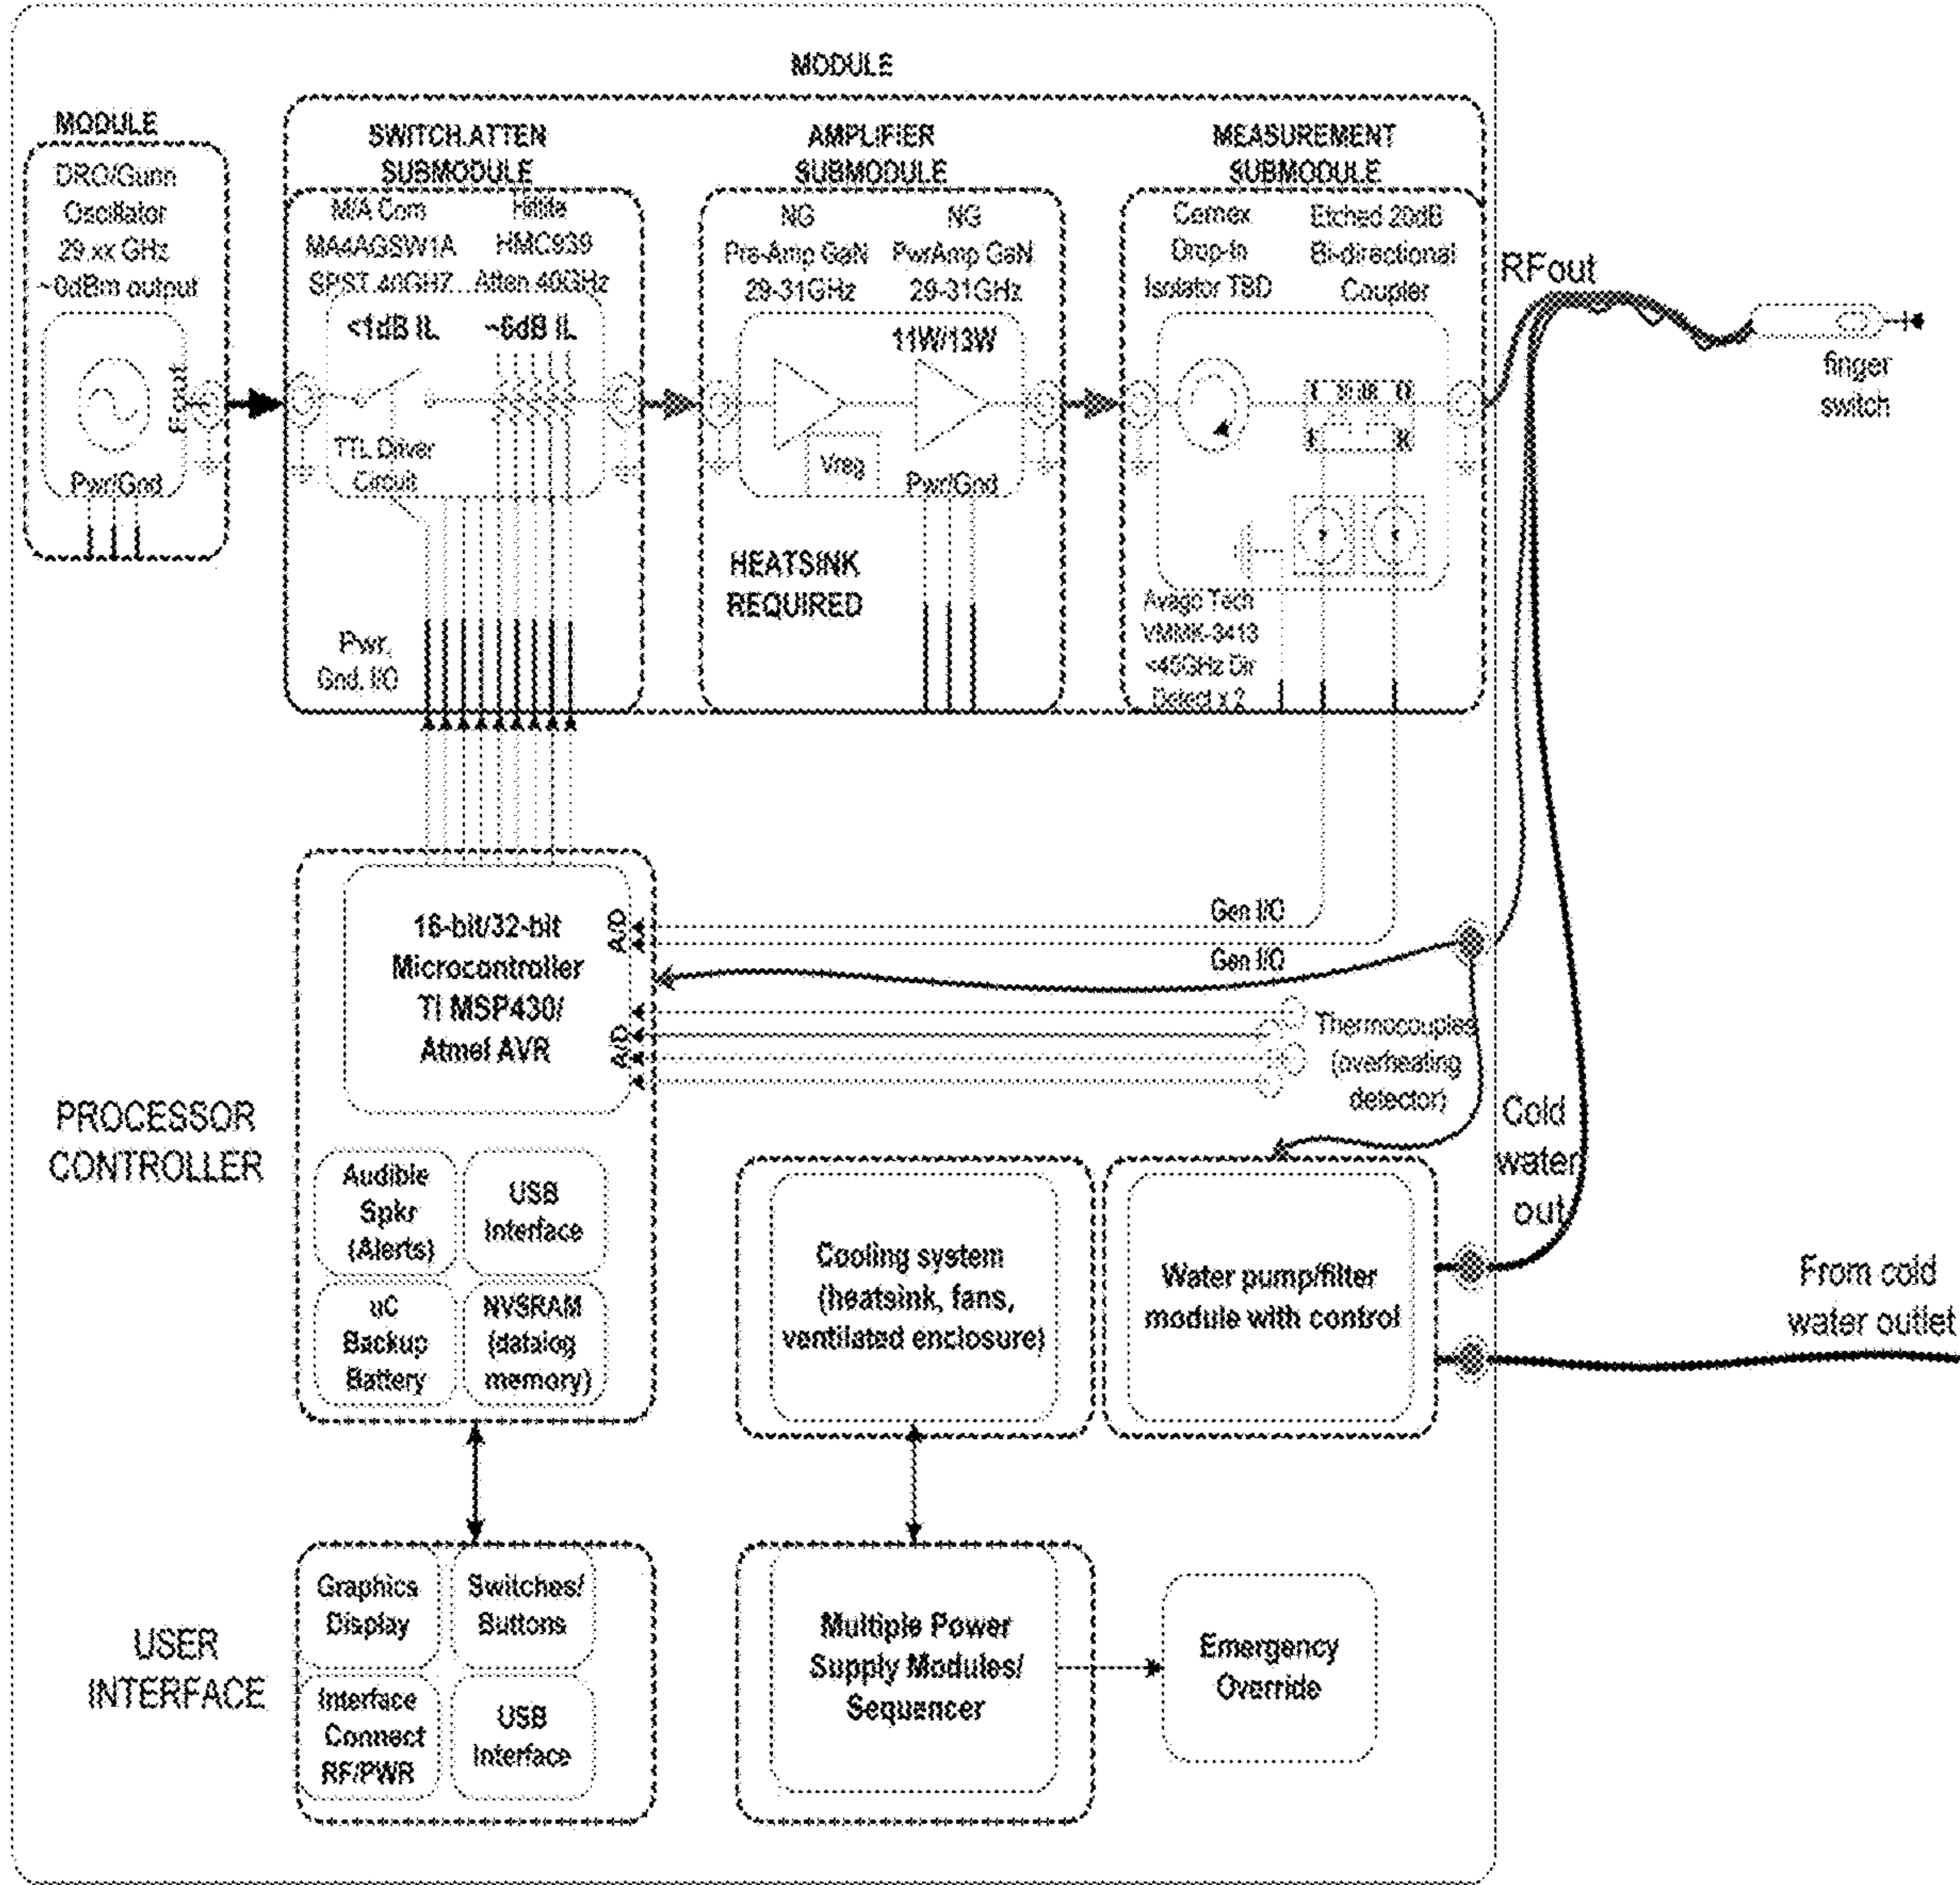 MODULE
MODULE
DRO/Gunn
Oscillator
29.xx GHz
~0dBm output
Pwr/Gnd
SWITCH.ATTEN
SUBMODULE
M/A Com
MA4AGSW1A
SPST.40GHZ...
Hittite
HMC939
Atten.40GHz
<1dB IL
~6dB IL
TTL Driver
Circuit
Pwr,
Gnd, I/O
AMPLIFIER
SUBMODULE
NG
Pre-Amp GaN
29-31GHz
NG
PwrAmp GaN
29-31GHz
11W/13W
Vreg
Pwr/Gnd
HEATSINK
REQUIRED
MEASUREMENT
SUBMODULE
Cernex
Drop-In
Isolator TBD
Etched 20dB
Bi-directional
Coupler
Avago Tech
VMMK-3413
<45GHz Dir
Detect x 2
RFout
finger
switch
PROCESSOR
CONTROLLER
16-bit/32-bit
Microcontroller
TI MSP430/
Atmel AVR
A/D
A/D
Gen I/O
Gen I/O
Thermocouples
(overheating
detector)
Audible
Spkr
(Alerts)
USB
Interface
uC
Backup
Battery
NVSRAM
(datalog
memory)
Cooling system
(heatsink, fans,
ventilated enclosure)
Water pump/filter
module with control
Cold
water
out
From cold
water outlet
USER
INTERFACE
Graphics
Display
Switches/
Buttons
Interface
Connect
RF/PWR
USB
Interface
Multiple Power
Supply Modules/
Sequencer
Emergency
Override